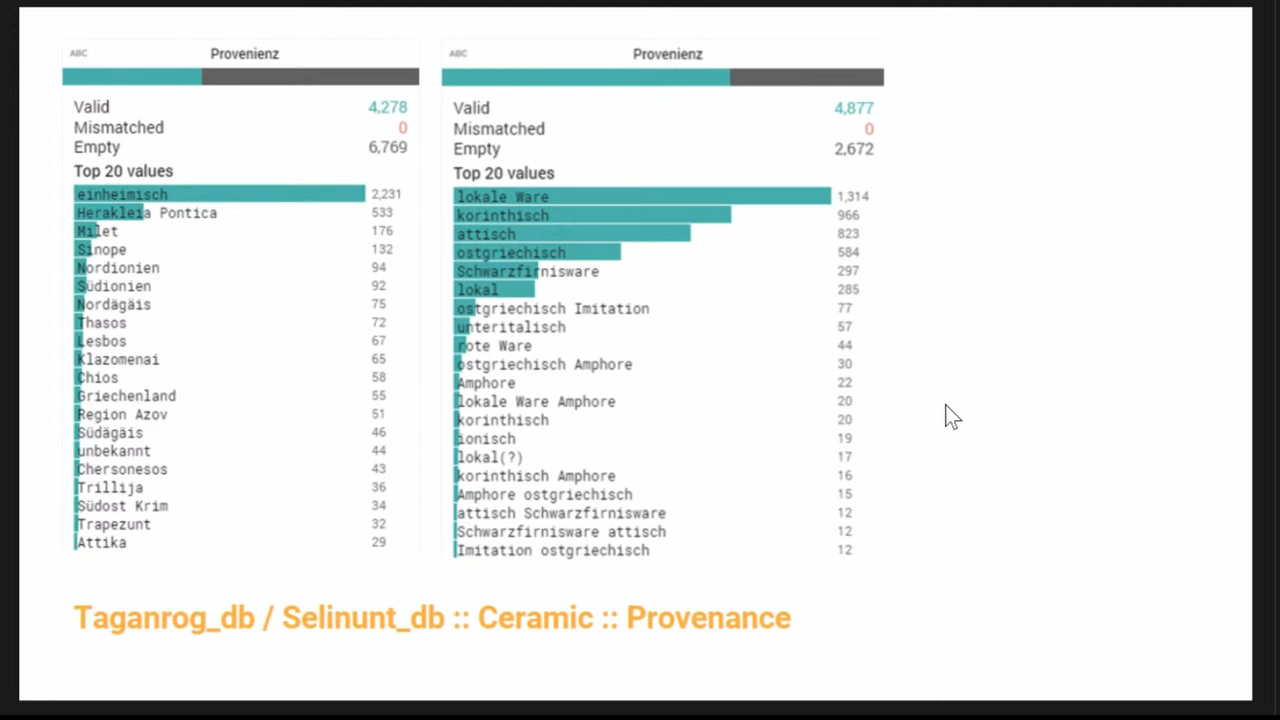 ABC Provenienz
Valid 4,278
Mismatched 0
Empty 6,769
Top 20 values
einheimisch 2,231
Herakleia Pontica 533
Milet 176
Sinope 132
Nordionien 94
Südionien 92
Nordägäis 75
Thasos 72
Lesbos 67
Klazomenai 65
Chios 58
Griechenland 55
Region Azov 51
Südägäis 46
unbekannt 44
Chersonesos 43
Trillija 36
Südost Krim 34
Trapezunt 32
Attika 29
ABC Provenienz
Valid 4,877
Mismatched 0
Empty 2,672
Top 20 values
lokale Ware 1,314
korinthisch 966
attisch 823
ostgriechisch 584
Schwarzfirnisware 297
lokal 285
ostgriechisch Imitation 77
unteritalisch 57
rote Ware 44
ostgriechisch Amphore 30
Amphore 22
lokale Ware Amphore 20
korinthisch 20
ionisch 19
lokal(?) 17
korinthisch Amphore 16
Amphore ostgriechisch 15
attisch Schwarzfirnisware 12
Schwarzfirnisware attisch 12
Imitation ostgriechisch 12
Taganrog_db / Selinunt_db :: Ceramic :: Provenance